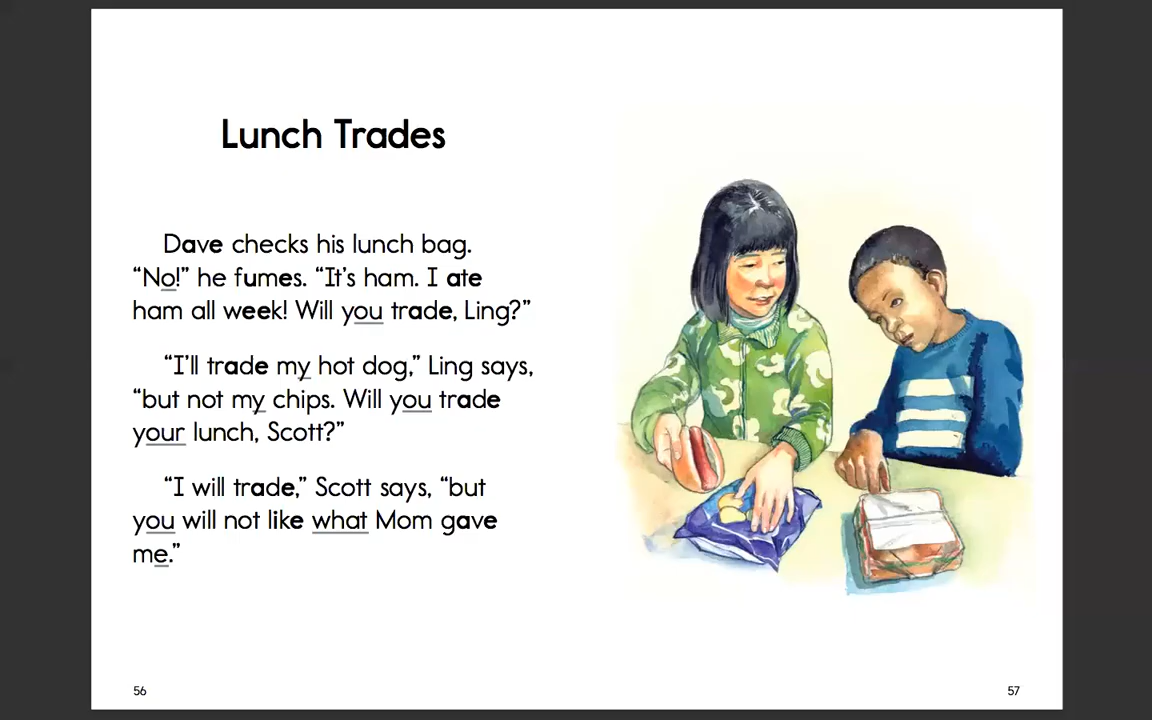 Lunch Trades
Dave checks his lunch bag.
“No!” he fumes. “It’s ham. I ate
ham all week! Will you trade, Ling?”
“I’ll trade my hot dog,” Ling says,
“but not my chips. Will you trade
your lunch, Scott?”
“I will trade,” Scott says, “but
you will not like what Mom gave
me.”
56
57